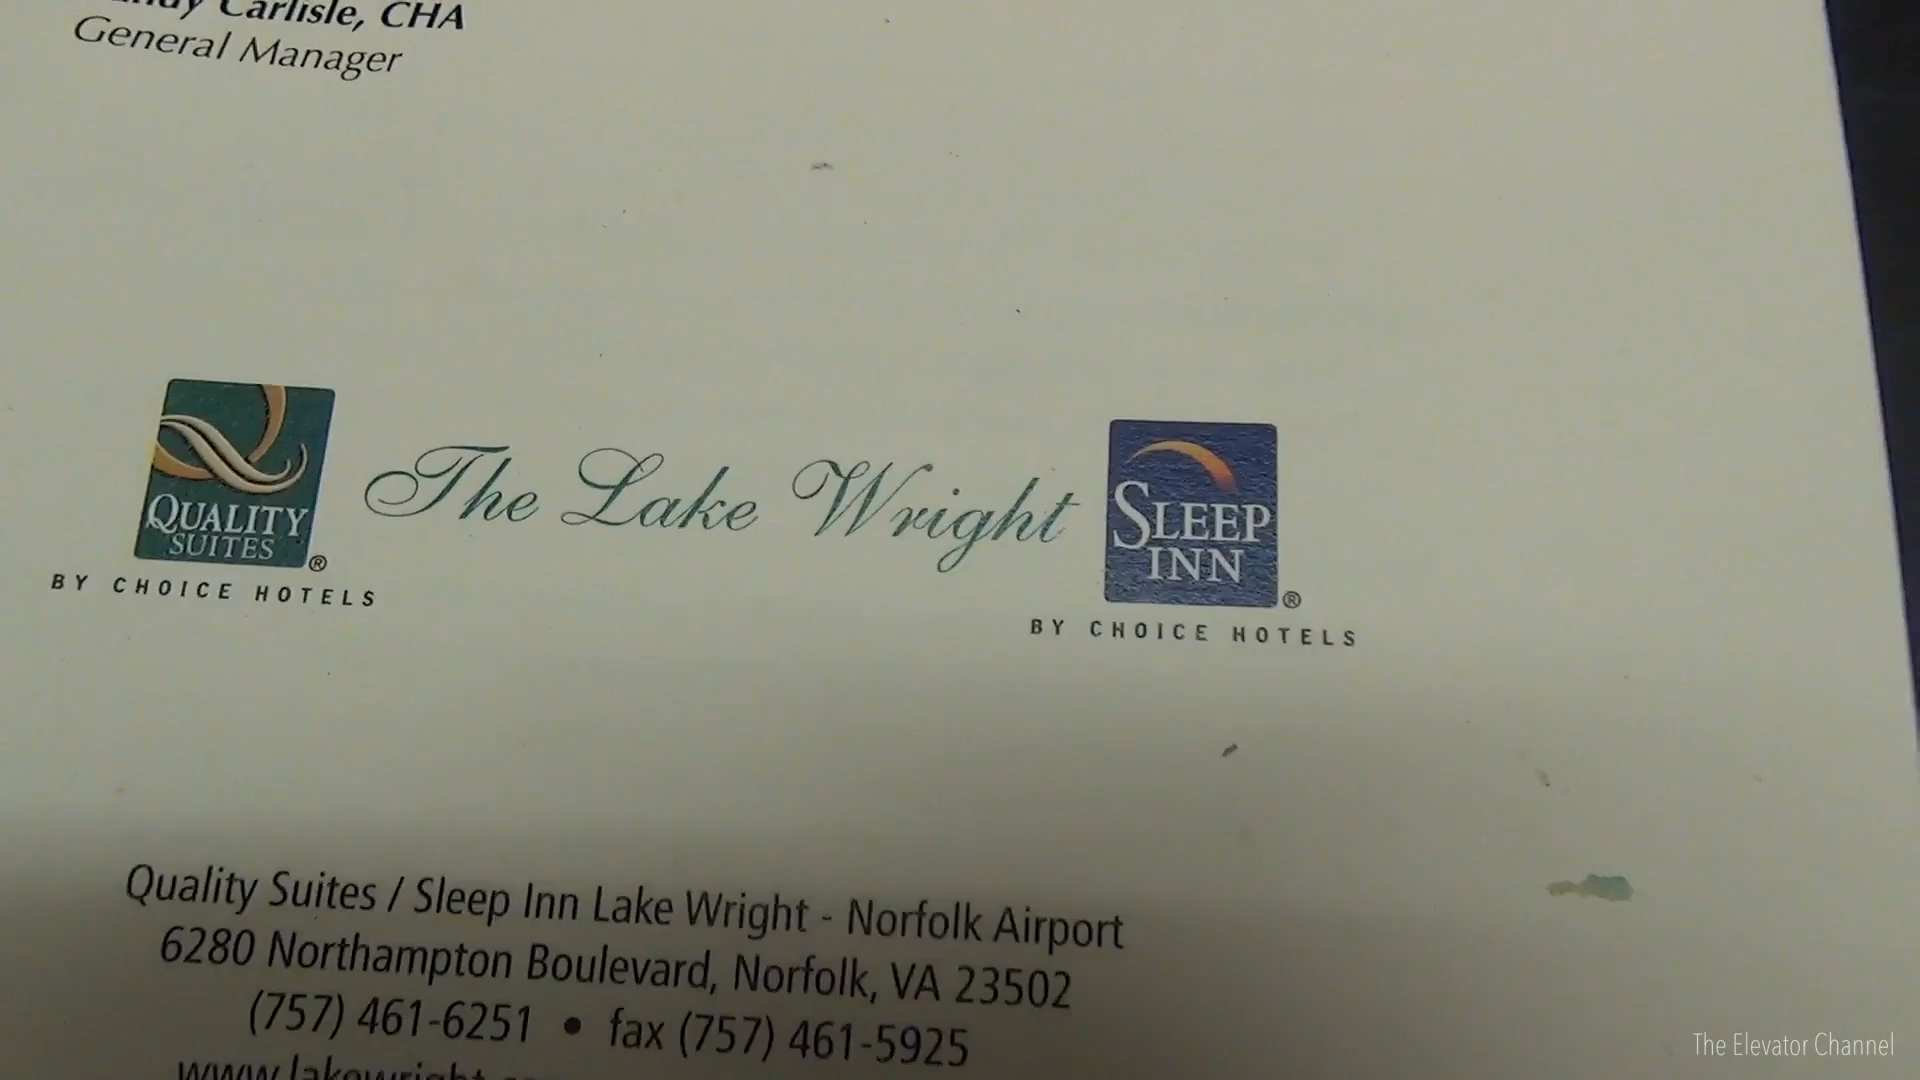 Carlisle, CHA
General Manager
QUALITY
SUITES
®
BY CHOICE HOTELS
The Lake Wright
SLEEP
INN
®
BY CHOICE HOTELS
Quality Suites / Sleep Inn Lake Wright - Norfolk Airport
6280 Northampton Boulevard, Norfolk, VA 23502
(757) 461-6251 • fax (757) 461-5925
www.lakewright.
The Elevator Channel